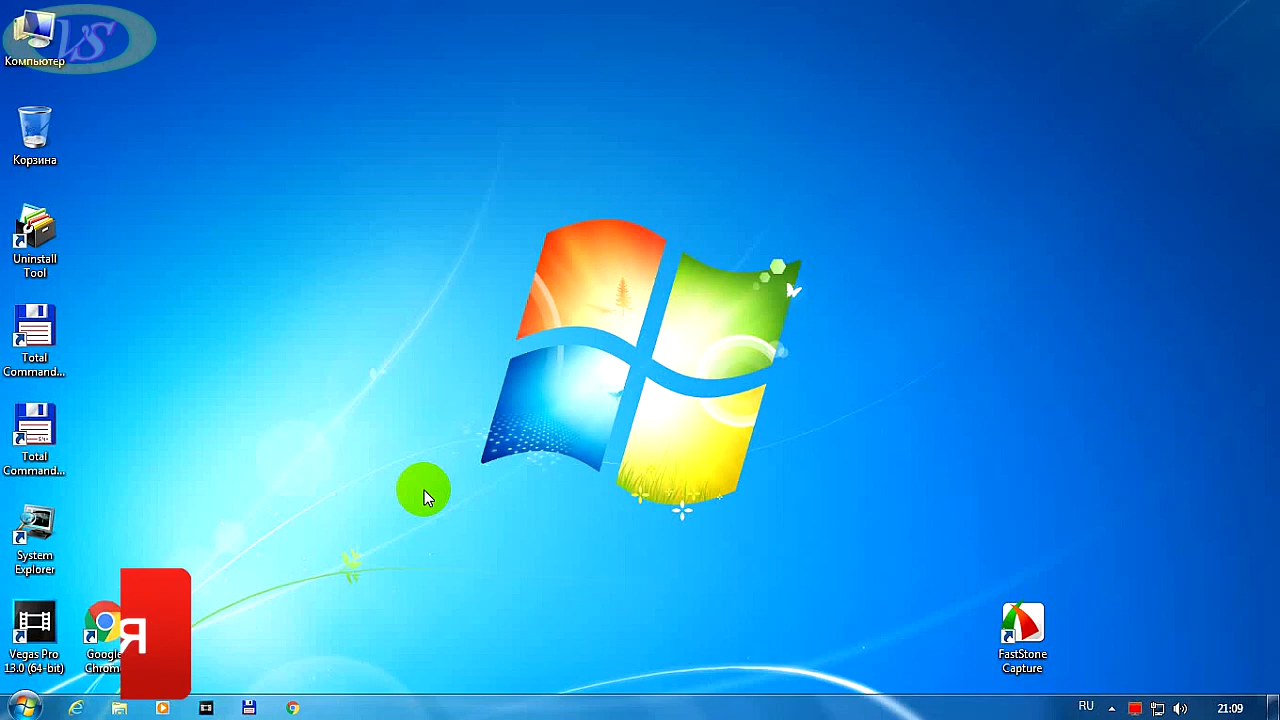 VS
Компьютер
Корзина
Uninstall
Tool
Total
Command...
Total
Command...
System
Explorer
Vegas Pro
13.0 (64-bit)
Google
Chrom
Я
FastStone
Capture
RU
21:09